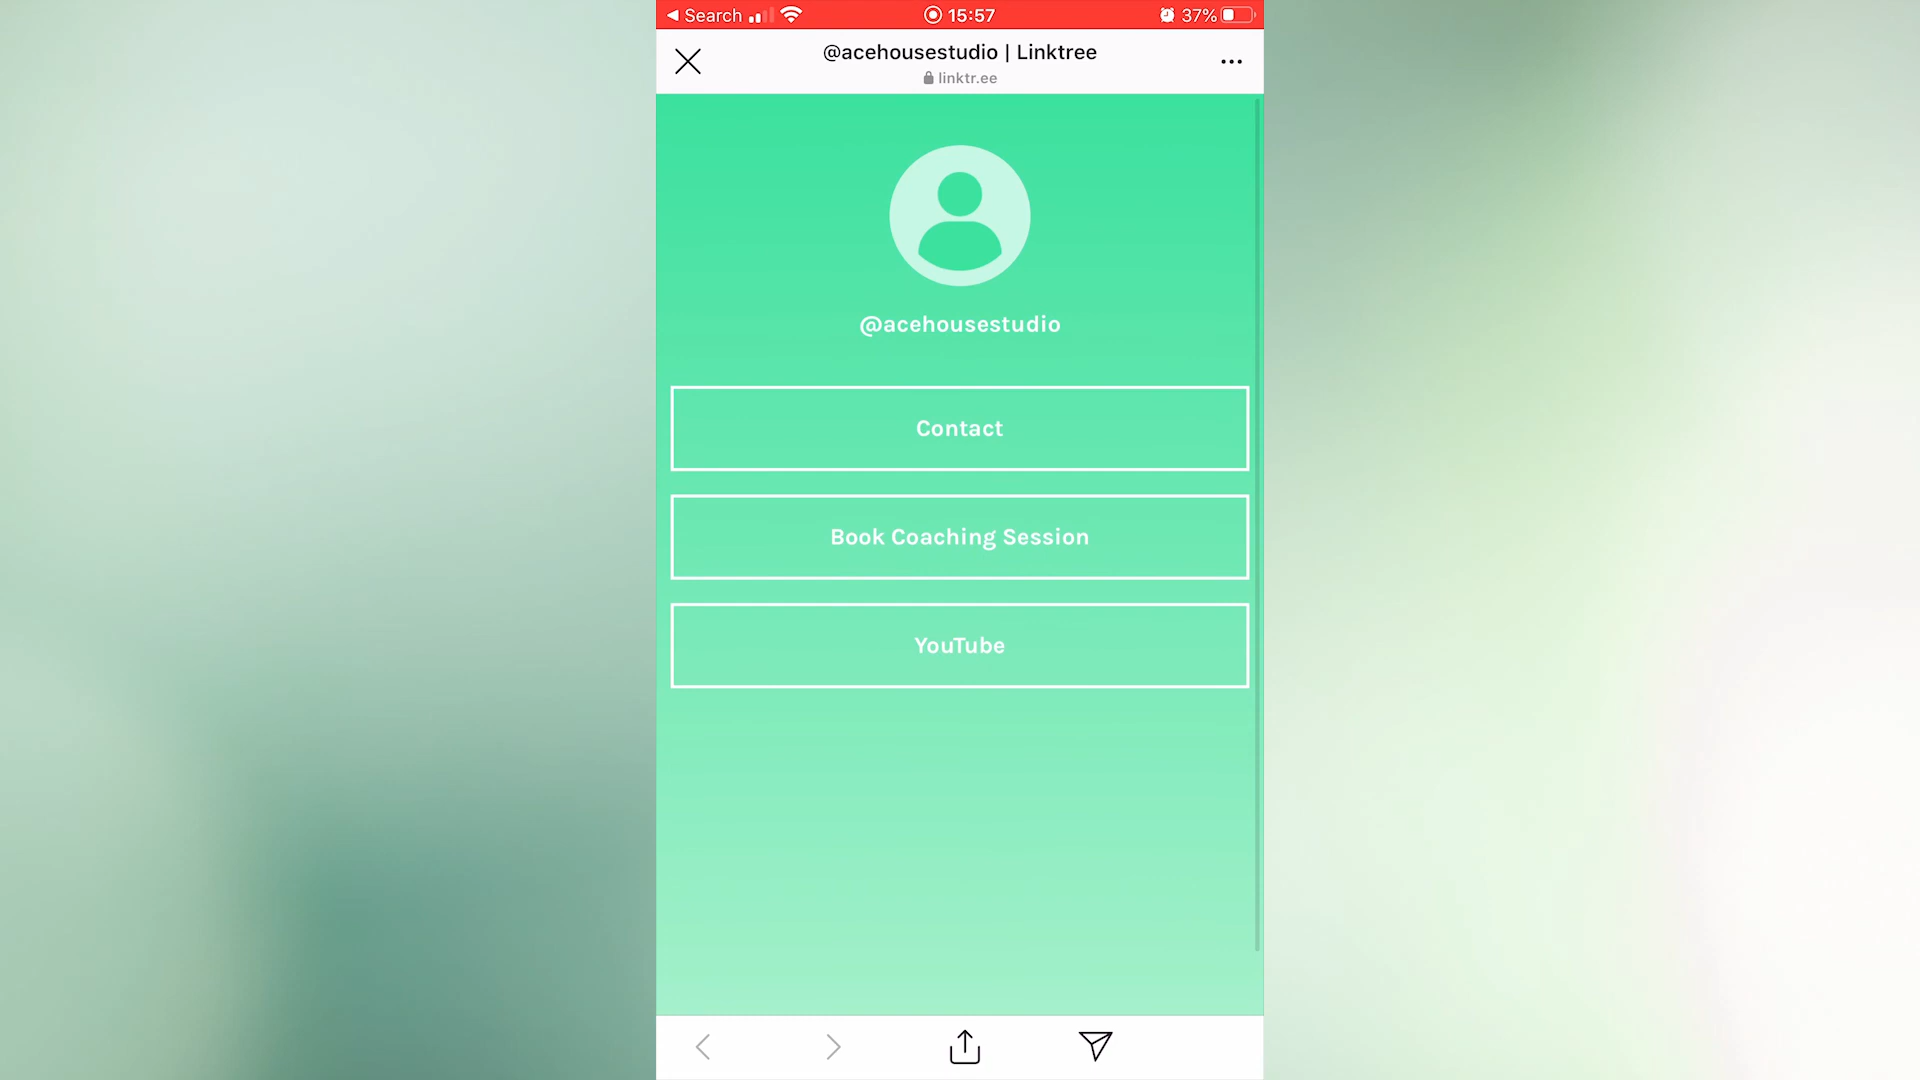 Search 15:57 37%
@acehousestudio | Linktree
linktr.ee
@acehousestudio
Contact
Book Coaching Session
YouTube